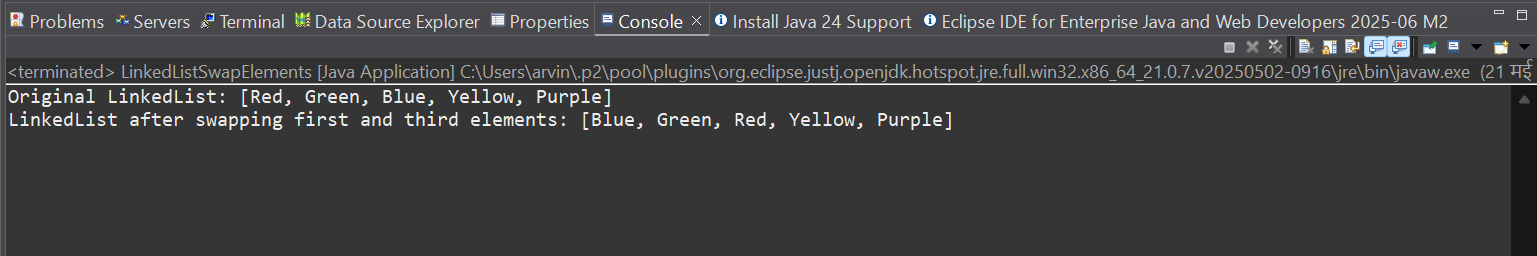 Problems Servers Terminal Data Source Explorer Properties Console Install Java 24 Support Eclipse IDE for Enterprise Java and Web Developers 2025-06 M2
<terminated> LinkedListSwapElements [Java Application] C:\Users\arvin\.p2\pool\plugins\org.eclipse.justj.openjdk.hotspot.jre.full.win32.x86_64_21.0.7.v20250502-0916\jre\bin\javaw.exe (21 मई
Original LinkedList: [Red, Green, Blue, Yellow, Purple]
LinkedList after swapping first and third elements: [Blue, Green, Red, Yellow, Purple]